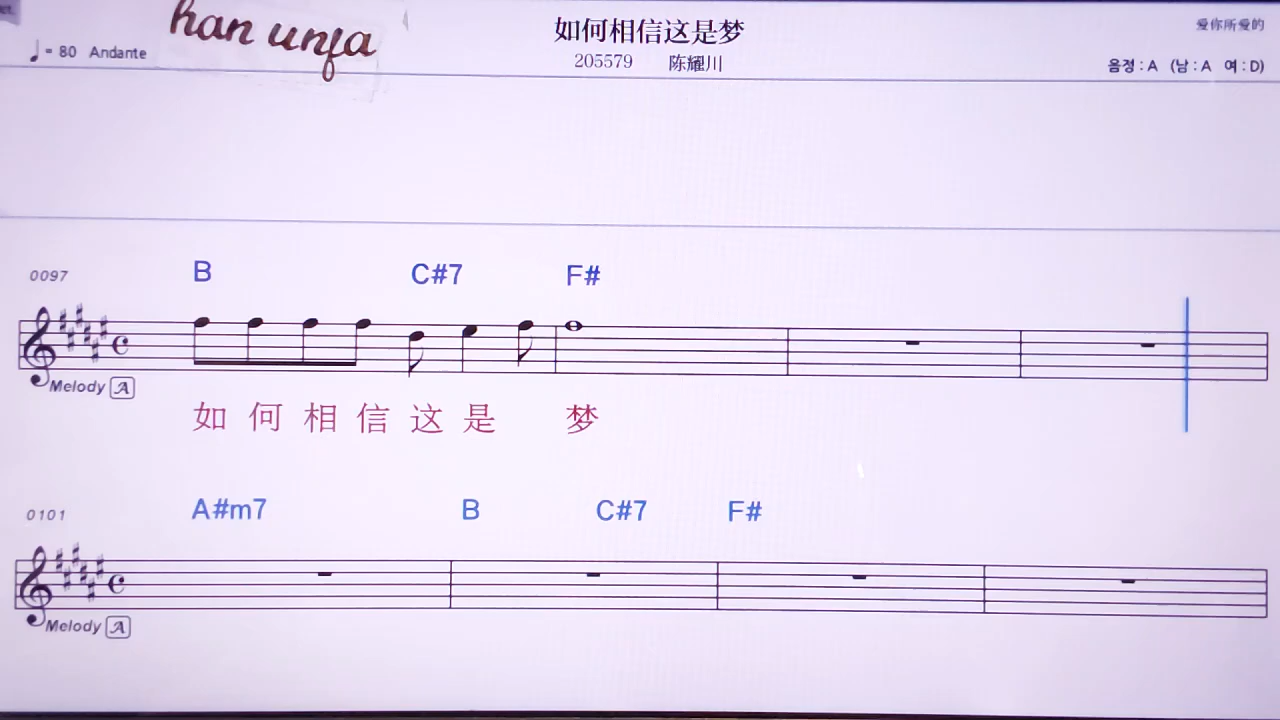 han unja
如何相信这是梦
爱你所爱的
♩= 80 Andante
205579 陈耀川
음정 : A (남 : A 여 : D)
0097 B C#7 F#
Melody A
如 何 相 信 这 是 梦
0101 A#m7 B C#7 F#
Melody A